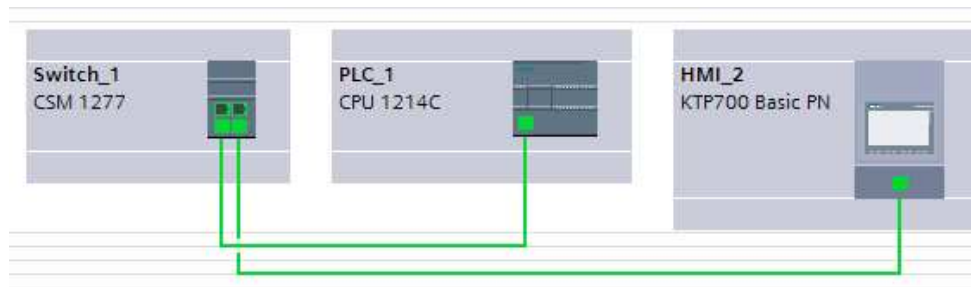 Switch_1
CSM 1277
PLC_1
CPU 1214C
HMI_2
KTP700 Basic PN